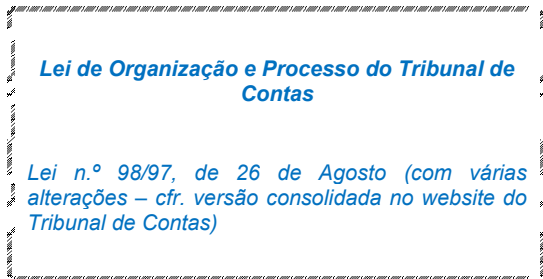 Lei de Organização e Processo do Tribunal de
Contas
Lei n.º 98/97, de 26 de Agosto (com várias
alterações – cfr. versão consolidada no website do
Tribunal de Contas)